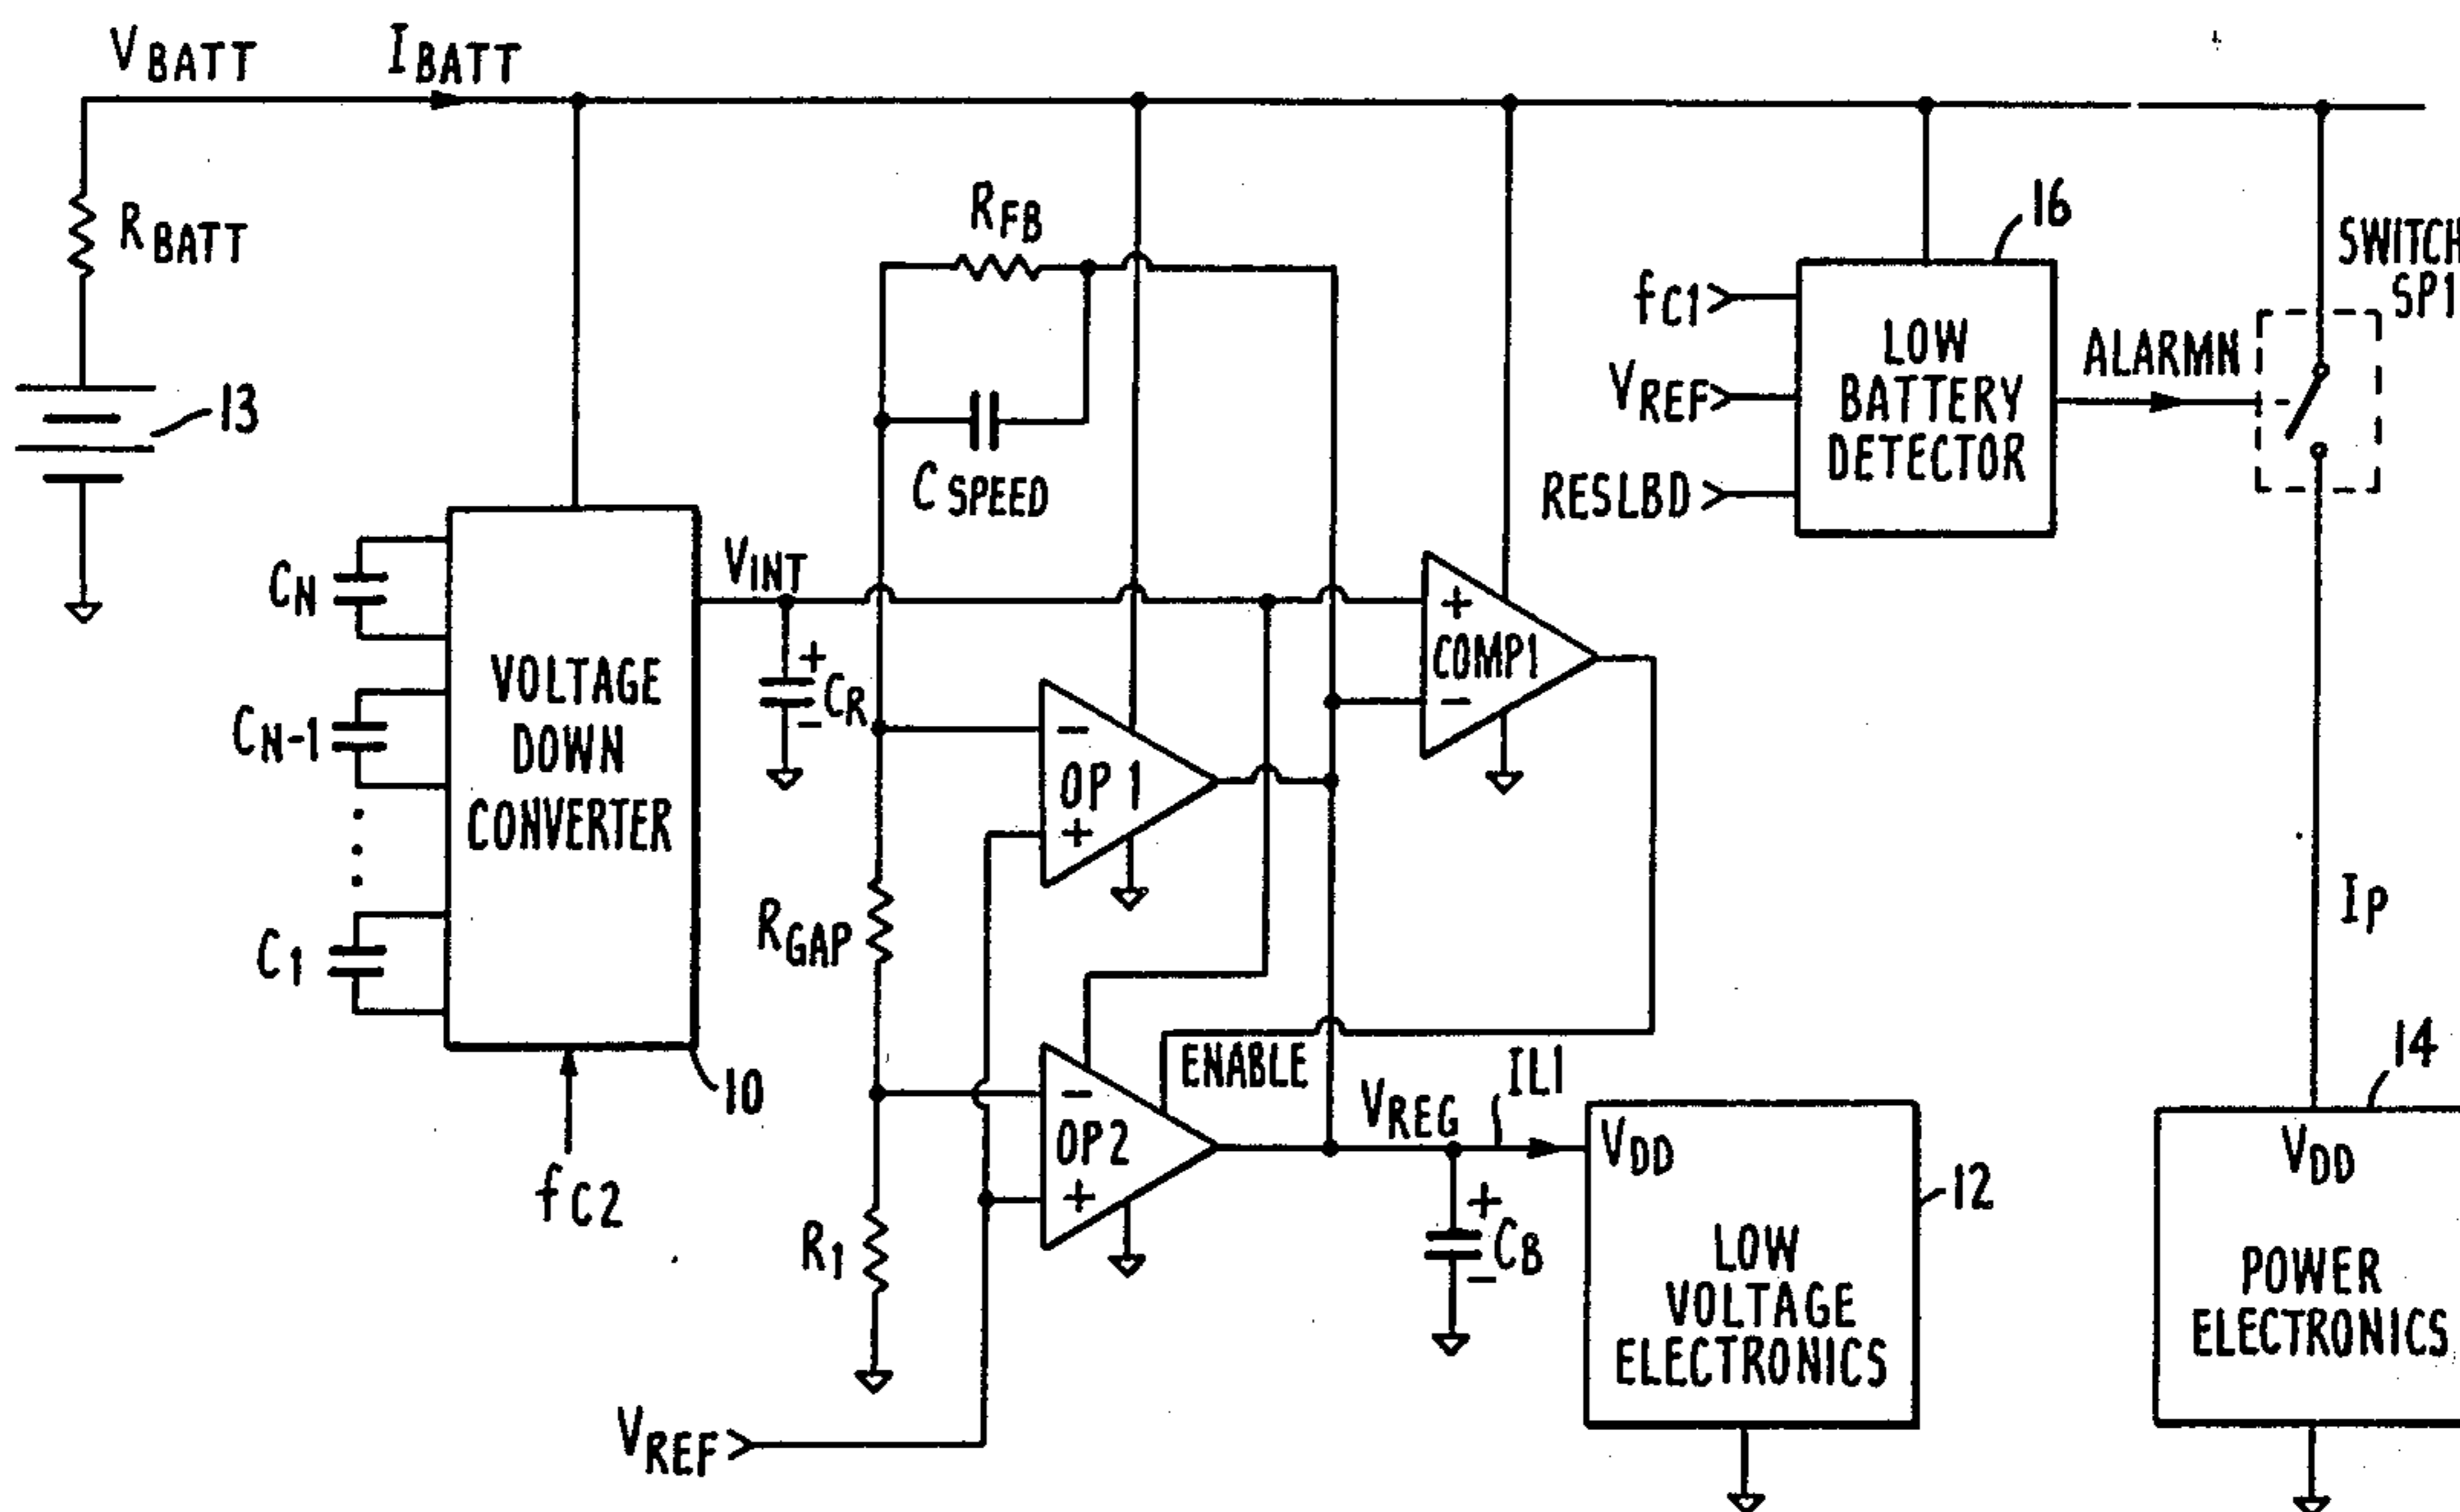 VBATT
IBATT
RBATT
13
RFB
CSPEED
16
SWITCH
SP1
fC1
VREF
RESLBD
LOW
BATTERY
DETECTOR
ALARMN
CN
CN-1
C1
VOLTAGE
DOWN
CONVERTER
VINT
+
CR
-
-
OP1
+
+
COMP1
-
RGAP
IP
10
fC2
R1
-
OP2
+
ENABLE
VREG
IL1
+
CB
-
VDD
12
LOW
VOLTAGE
ELECTRONICS
14
VDD
POWER
ELECTRONICS
VREF